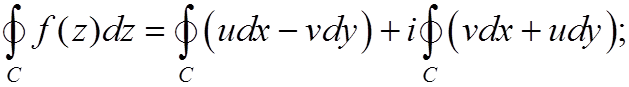 ∮_C f(z)dz = ∮_C (udx − vdy) + i∮_C (vdx + udy);